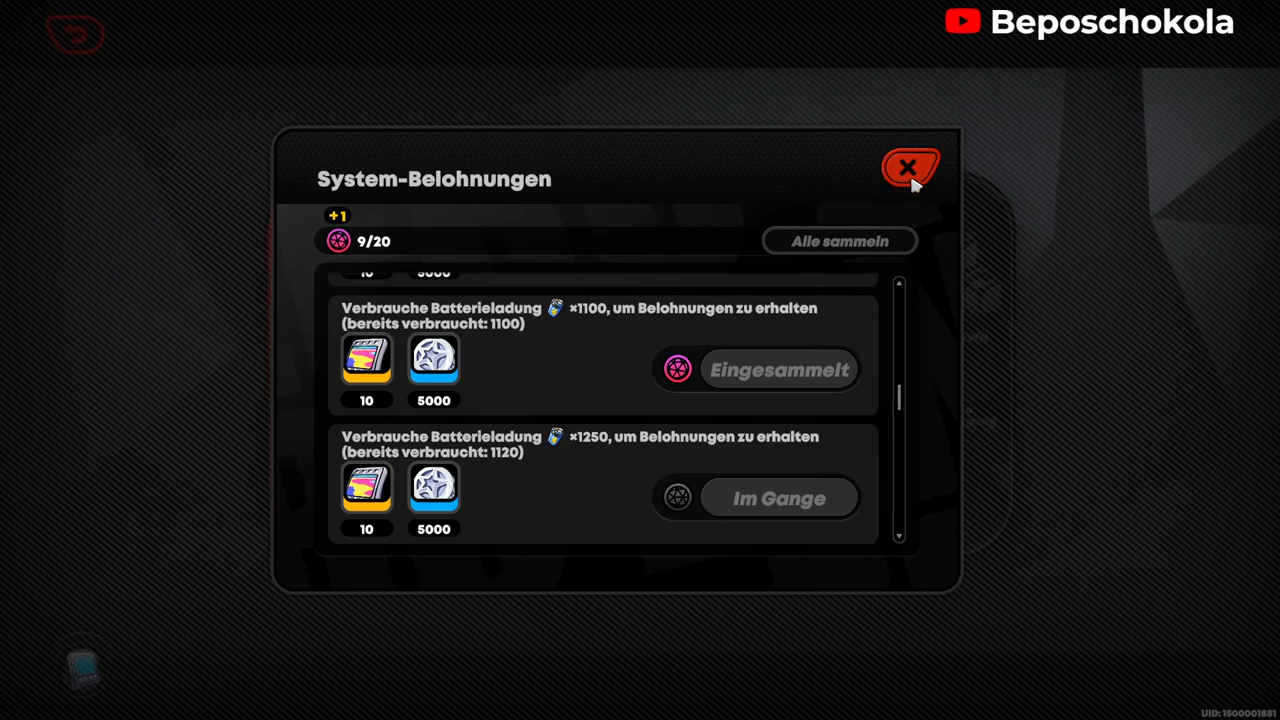 Beposchokola
System-Belohnungen
+1
9/20
Alle sammeln
10 5000
Verbrauche Batterieladung ×1100, um Belohnungen zu erhalten
(bereits verbraucht: 1100)
Eingesammelt
10 5000
Verbrauche Batterieladung ×1250, um Belohnungen zu erhalten
(bereits verbraucht: 1120)
Im Gange
10 5000
UID: 1500001881